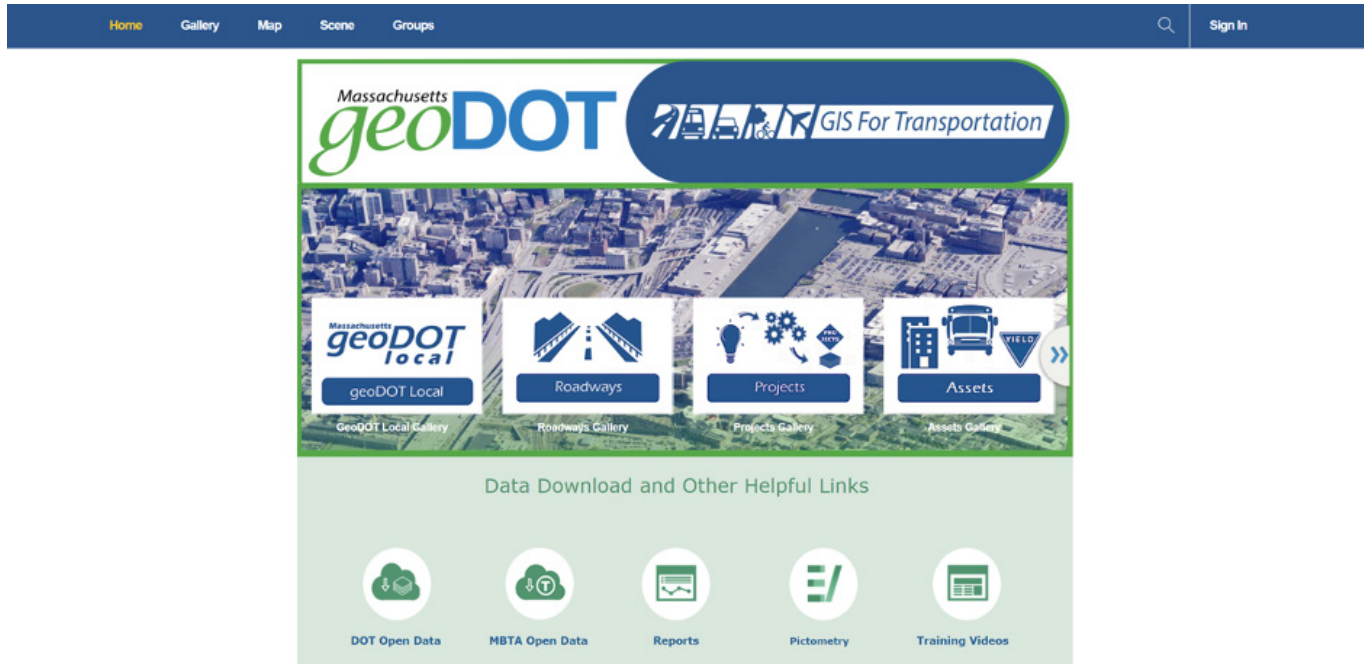 Home Gallery Map Scene Groups Sign In
Massachusetts
geoDOT
GIS For Transportation
Massachusetts
geoDOT
local
PRO
JECTS
YIELD
geoDOT Local Roadways Projects Assets
GeoDOT Local Gallery Roadways Gallery Projects Gallery Assets Gallery
Data Download and Other Helpful Links
T
DOT Open Data MBTA Open Data Reports Pictometry Training Videos